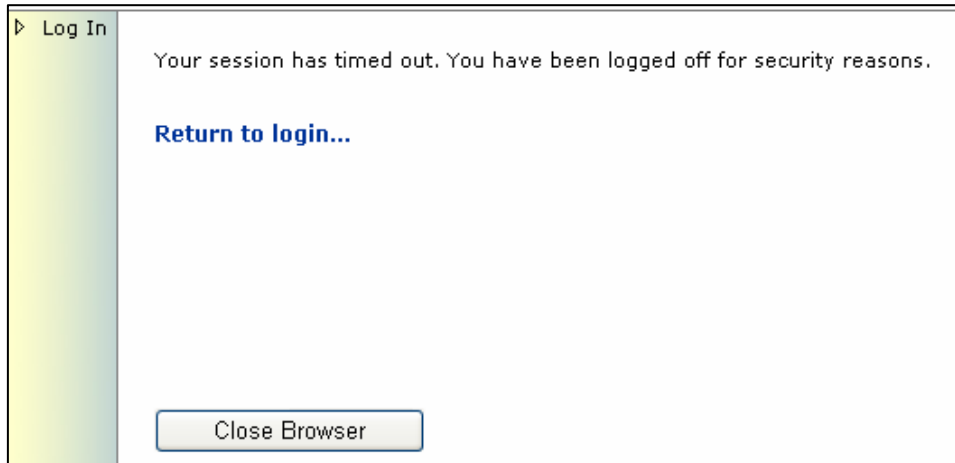 Log In
Your session has timed out. You have been logged off for security reasons.
Return to login...
Close Browser